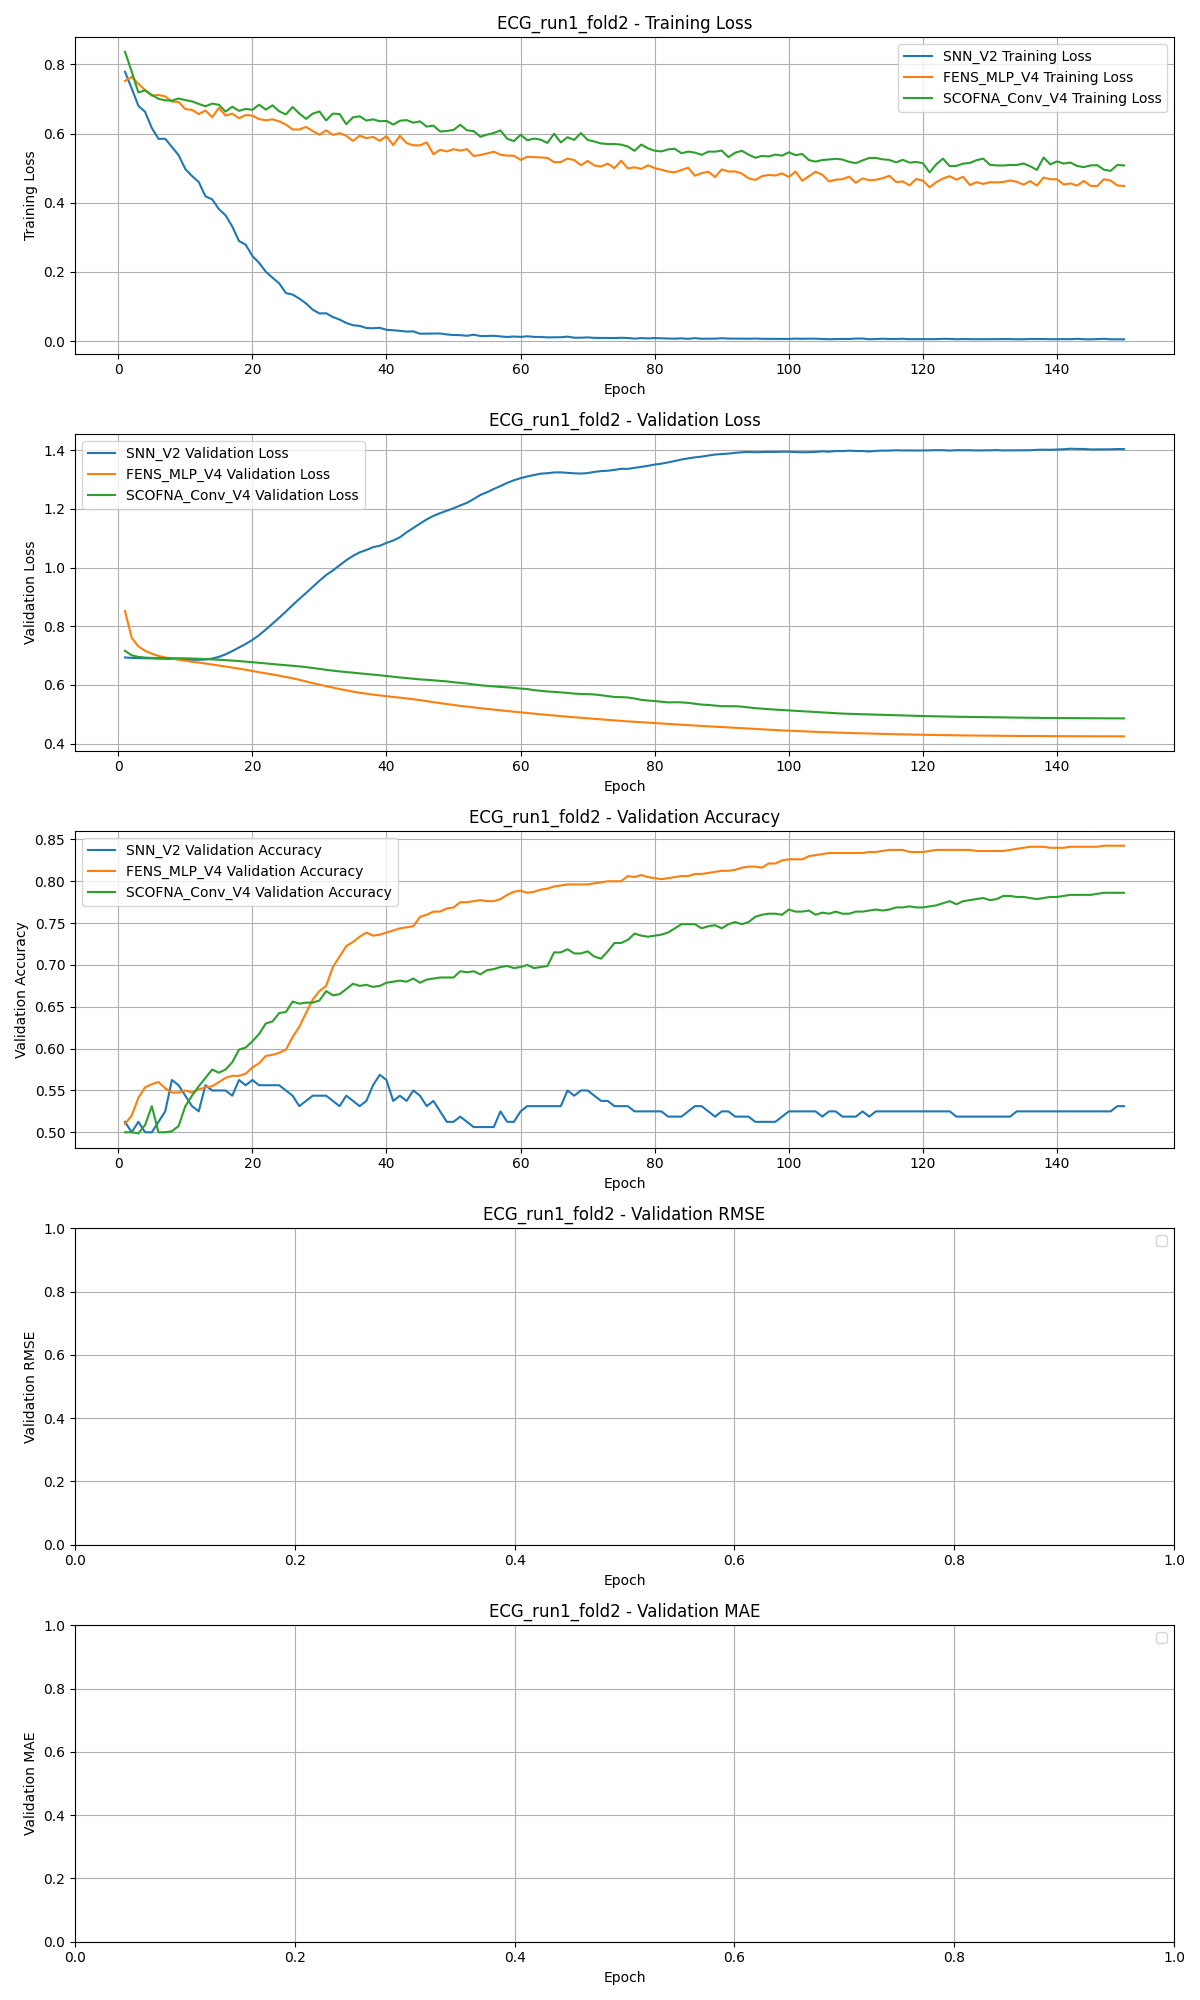 ECG_run1_fold2 - Training Loss
Training Loss
0.8
0.6
0.4
0.2
0.0
SNN_V2 Training Loss
FENS_MLP_V4 Training Loss
SCOFNA_Conv_V4 Training Loss
0 20 40 60 80 100 120 140
Epoch
ECG_run1_fold2 - Validation Loss
Validation Loss
1.4
1.2
1.0
0.8
0.6
0.4
SNN_V2 Validation Loss
FENS_MLP_V4 Validation Loss
SCOFNA_Conv_V4 Validation Loss
0 20 40 60 80 100 120 140
Epoch
ECG_run1_fold2 - Validation Accuracy
Validation Accuracy
0.85
0.80
0.75
0.70
0.65
0.60
0.55
0.50
SNN_V2 Validation Accuracy
FENS_MLP_V4 Validation Accuracy
SCOFNA_Conv_V4 Validation Accuracy
0 20 40 60 80 100 120 140
Epoch
ECG_run1_fold2 - Validation RMSE
Validation RMSE
1.0
0.8
0.6
0.4
0.2
0.0
0.0 0.2 0.4 0.6 0.8 1.0
Epoch
ECG_run1_fold2 - Validation MAE
Validation MAE
1.0
0.8
0.6
0.4
0.2
0.0
0.0 0.2 0.4 0.6 0.8 1.0
Epoch